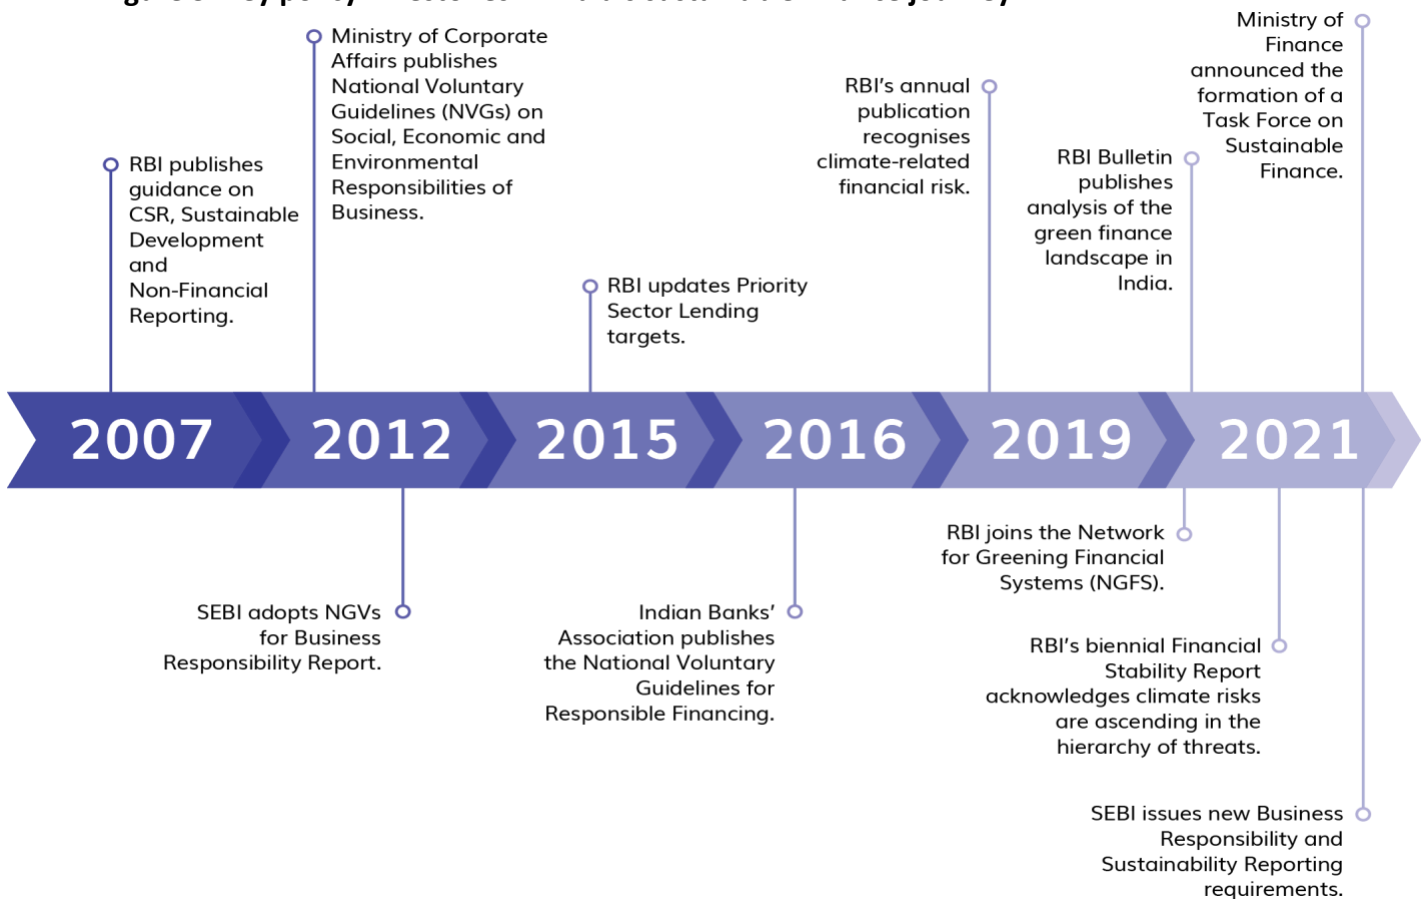 Ministry of
Finance
announced the
formation of a
Task Force on
Sustainable
Finance.
Ministry of Corporate
Affairs publishes
National Voluntary
Guidelines (NVGs) on
Social, Economic and
Environmental
Responsibilities of
Business.
RBI's annual
publication
recognises
climate-related
financial risk.
RBI publishes
guidance on
CSR, Sustainable
Development
and
Non-Financial
Reporting.
RBI Bulletin
publishes
analysis of the
green finance
landscape in
India.
RBI updates Priority
Sector Lending
targets.
2007 2012 2015 2016 2019 2021
RBI joins the Network
for Greening Financial
Systems (NGFS).
SEBI adopts NGVs
for Business
Responsibility Report.
Indian Banks'
Association publishes
the National Voluntary
Guidelines for
Responsible Financing.
RBI's biennial Financial
Stability Report
acknowledges climate risks
are ascending in the
hierarchy of threats.
SEBI issues new Business
Responsibility and
Sustainability Reporting
requirements.